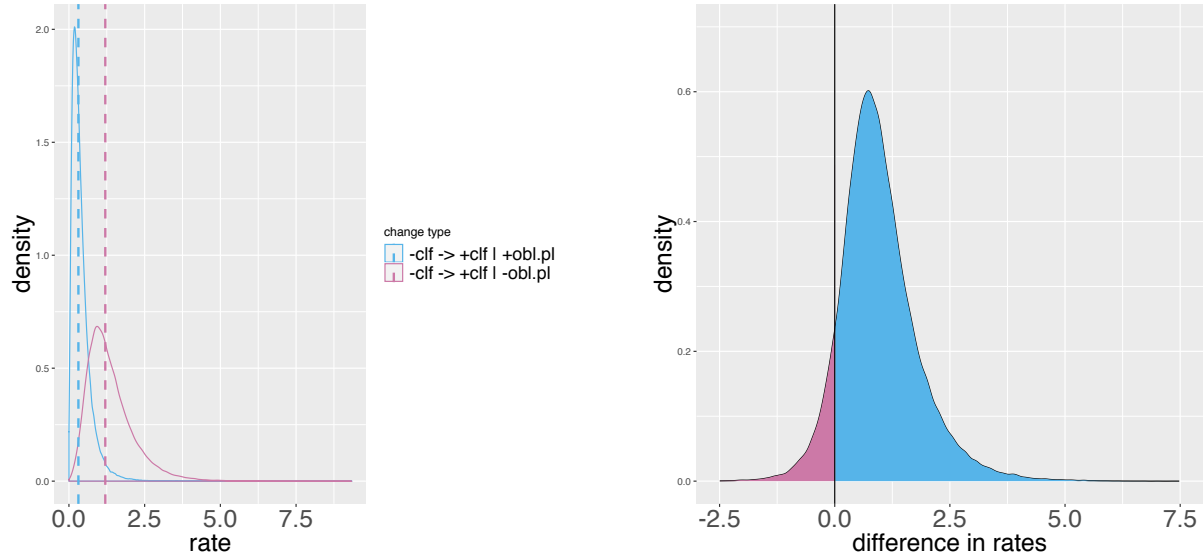 2.0
1.5
1.0
0.5
0.0
density
0.0 2.5 5.0 7.5
rate
change type
-clf -> +clf | +obl.pl
-clf -> +clf | -obl.pl
0.6
0.4
0.2
0.0
density
-2.5 0.0 2.5 5.0 7.5
difference in rates